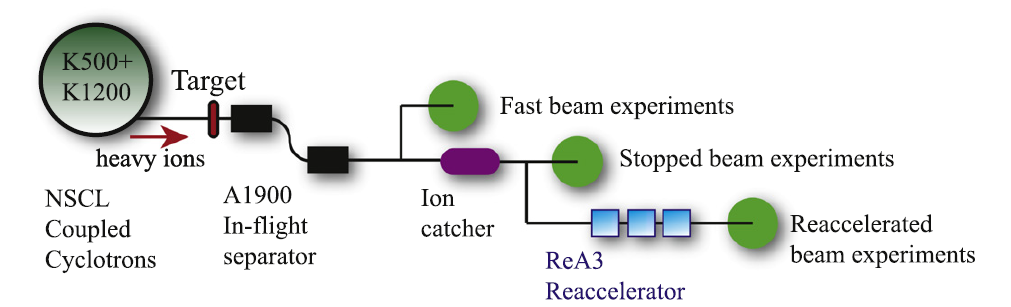 K500+
K1200
Target
heavy ions
NSCL
Coupled
Cyclotrons
A1900
In-flight
separator
Fast beam experiments
Ion
catcher
Stopped beam experiments
ReA3
Reaccelerator
Reaccelerated
beam experiments